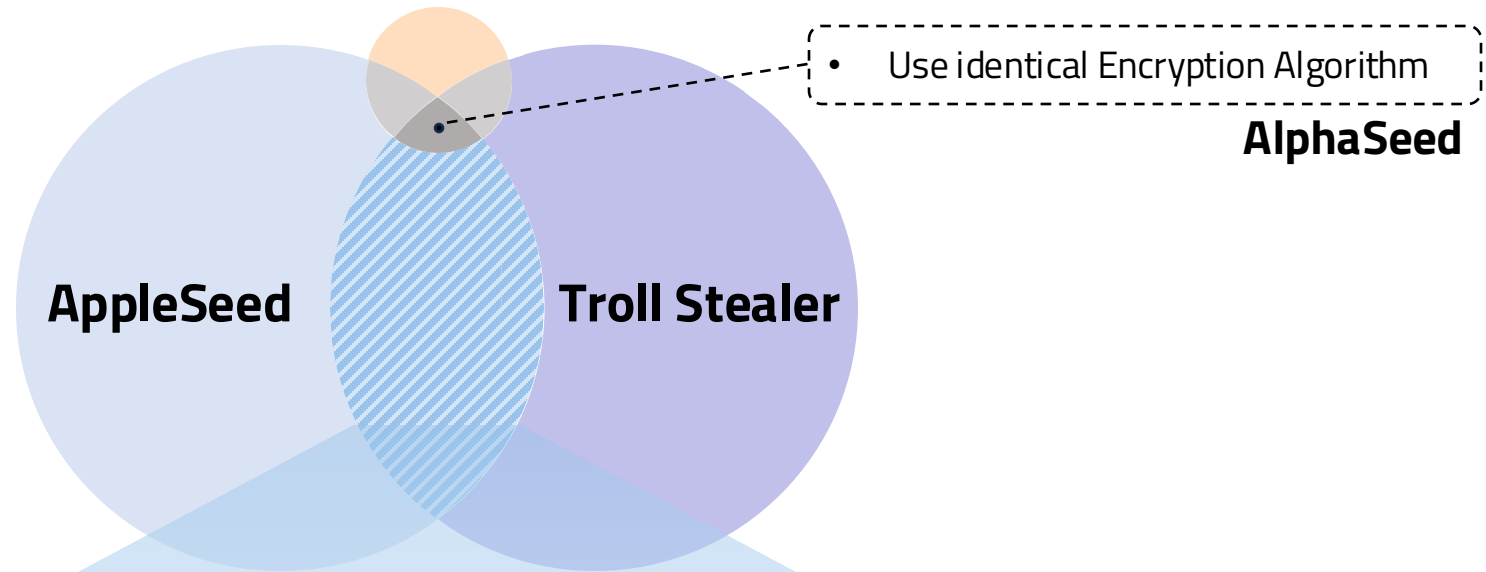 • Use identical Encryption Algorithm
AlphaSeed
AppleSeed
Troll Stealer